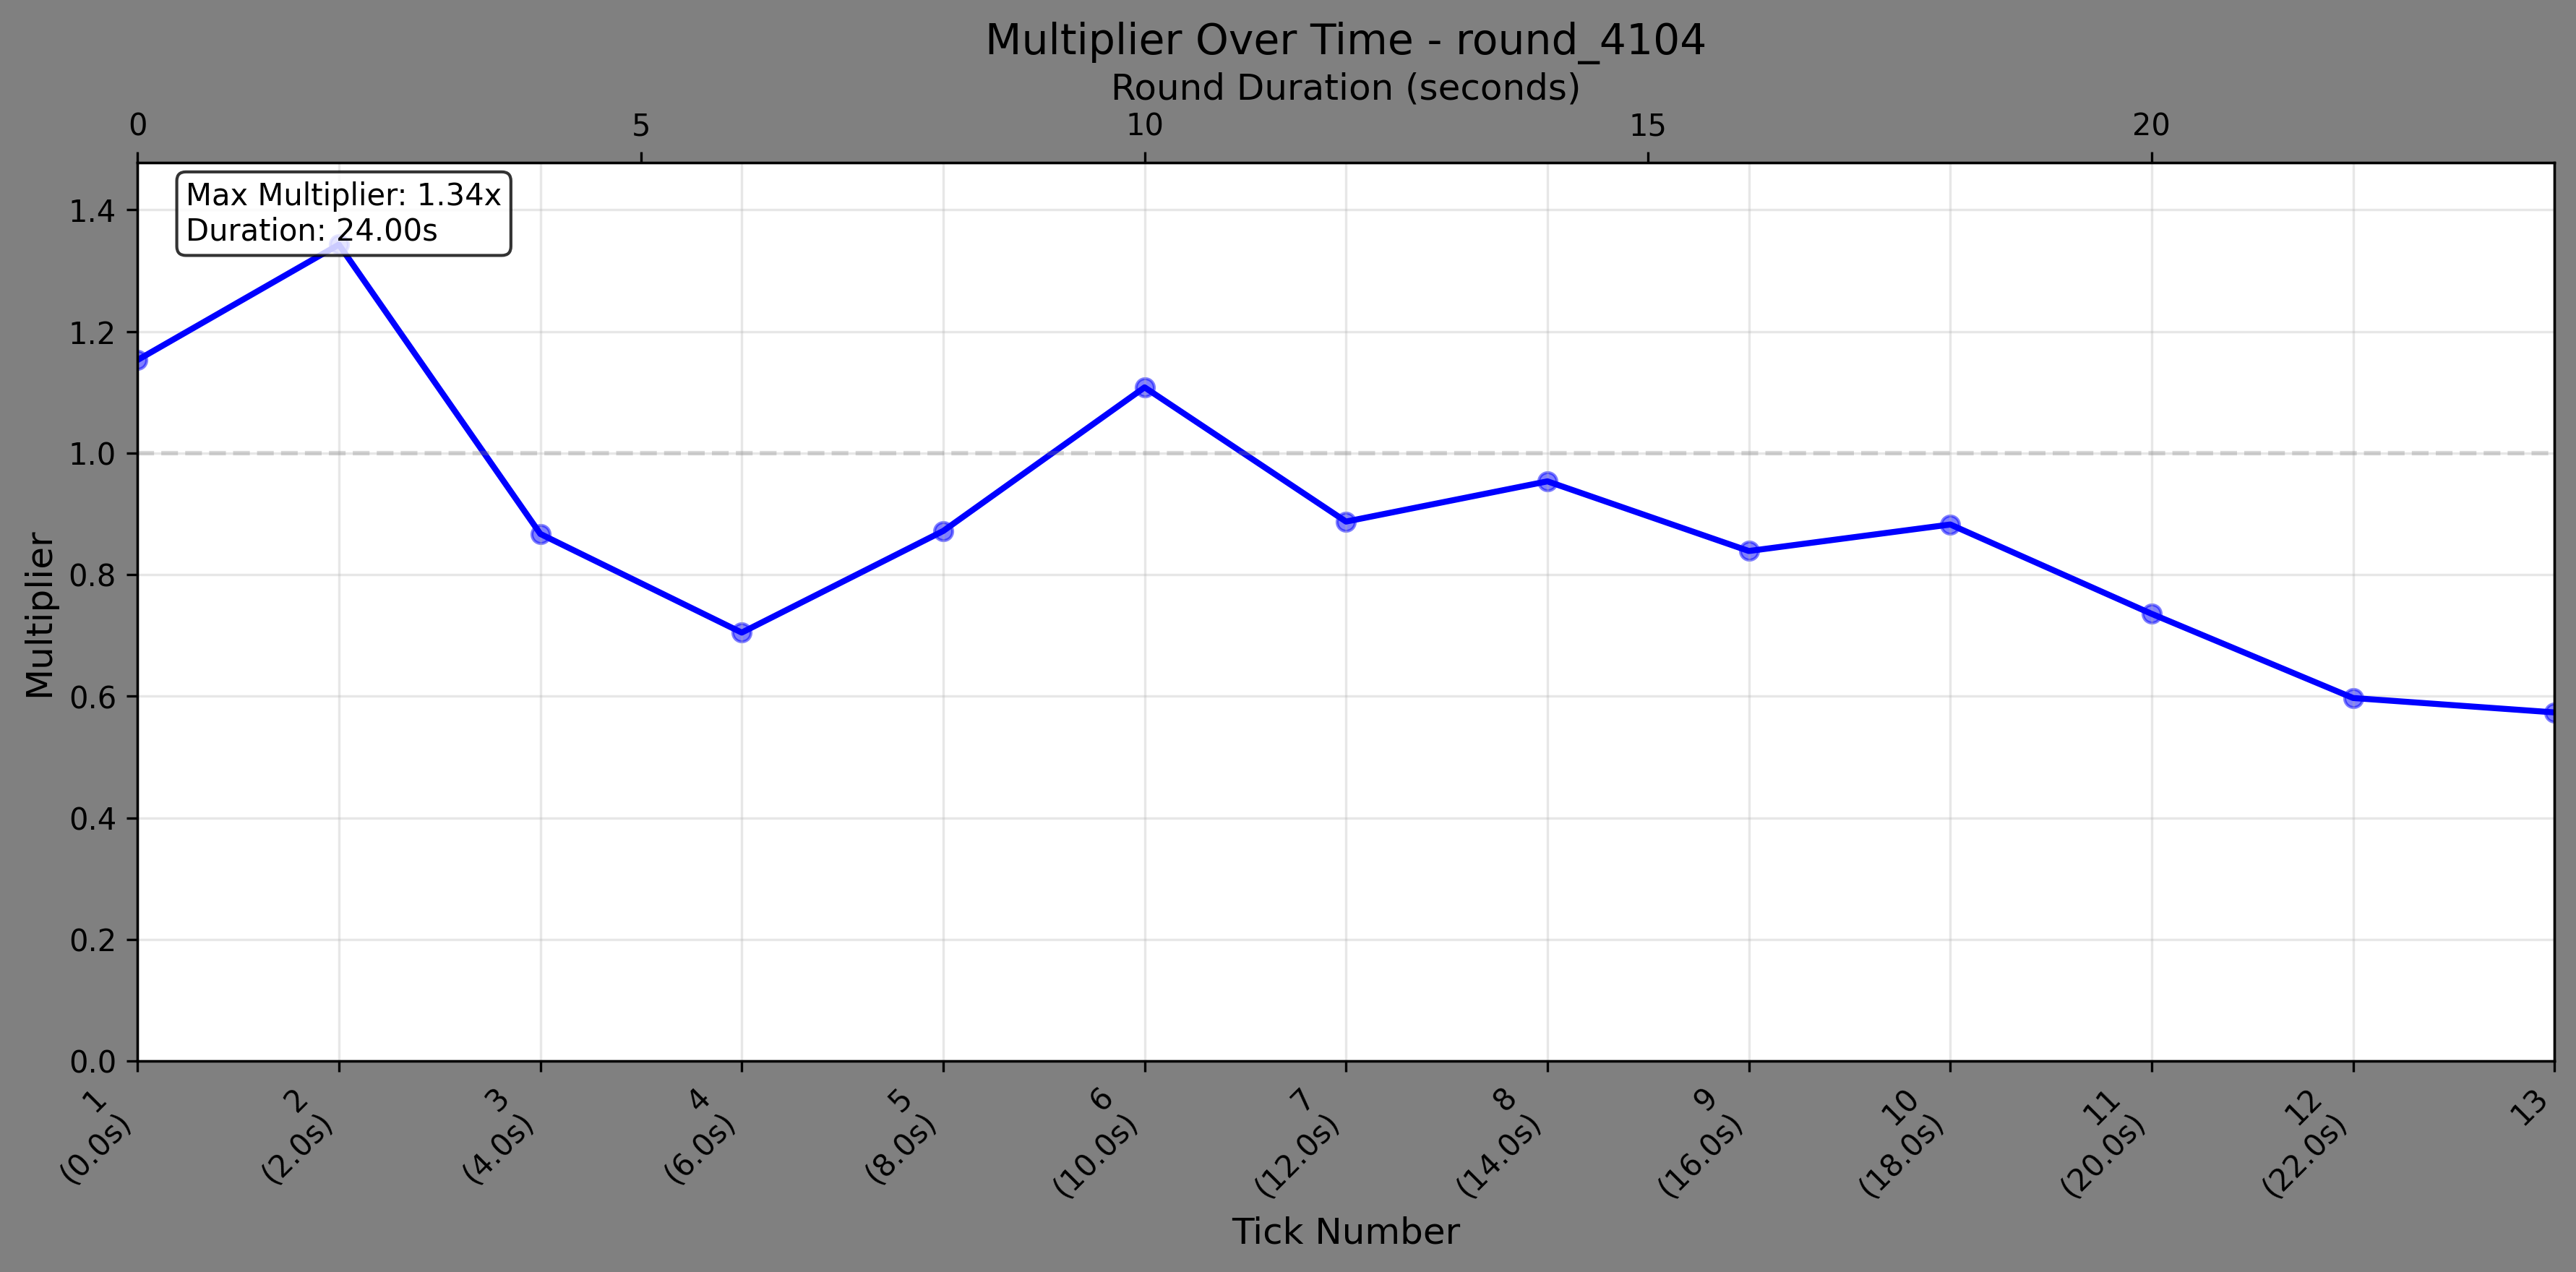 Multiplier Over Time - round_4104
Round Duration (seconds)
0 5 10 15 20
Max Multiplier: 1.34x
Duration: 24.00s
Multiplier
1.4
1.2
1.0
0.8
0.6
0.4
0.2
0.0
1 2 3 4 5 6 7 8 9 10 11 12 13
(0.0s) (2.0s) (4.0s) (6.0s) (8.0s) (10.0s) (12.0s) (14.0s) (16.0s) (18.0s) (20.0s) (22.0s)
Tick Number